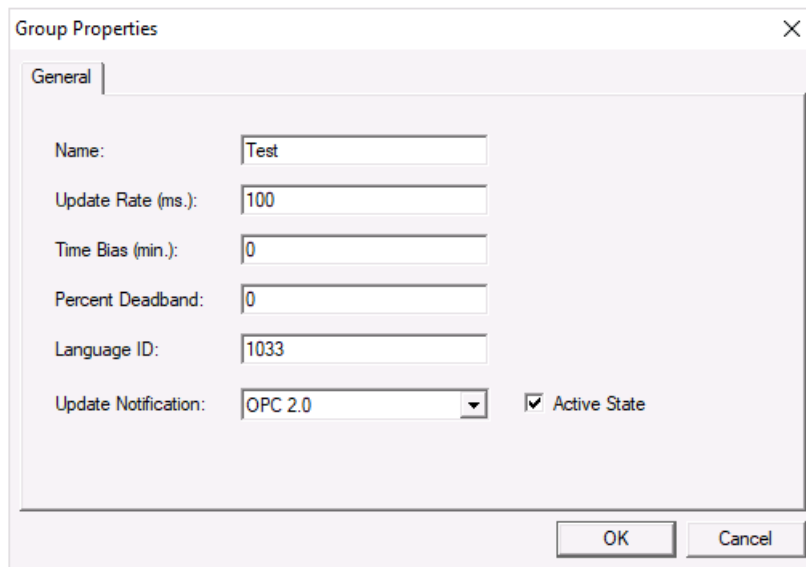 Group Properties
General
Name: Test
Update Rate (ms.): 100
Time Bias (min.): 0
Percent Deadband: 0
Language ID: 1033
Update Notification: OPC 2.0 Active State
OK Cancel